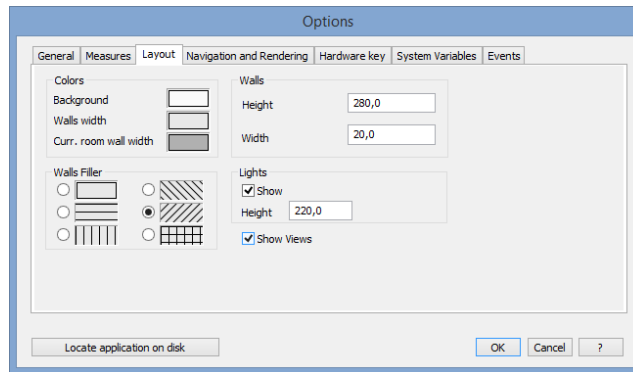 Options
General Measures Layout Navigation and Rendering Hardware key System Variables Events
Colors
Background
Walls width
Curr. room wall width
Walls
Height 280,0
Width 20,0
Walls Filler
Lights
Show
Height 220,0
Show Views
Locate application on disk OK Cancel ?